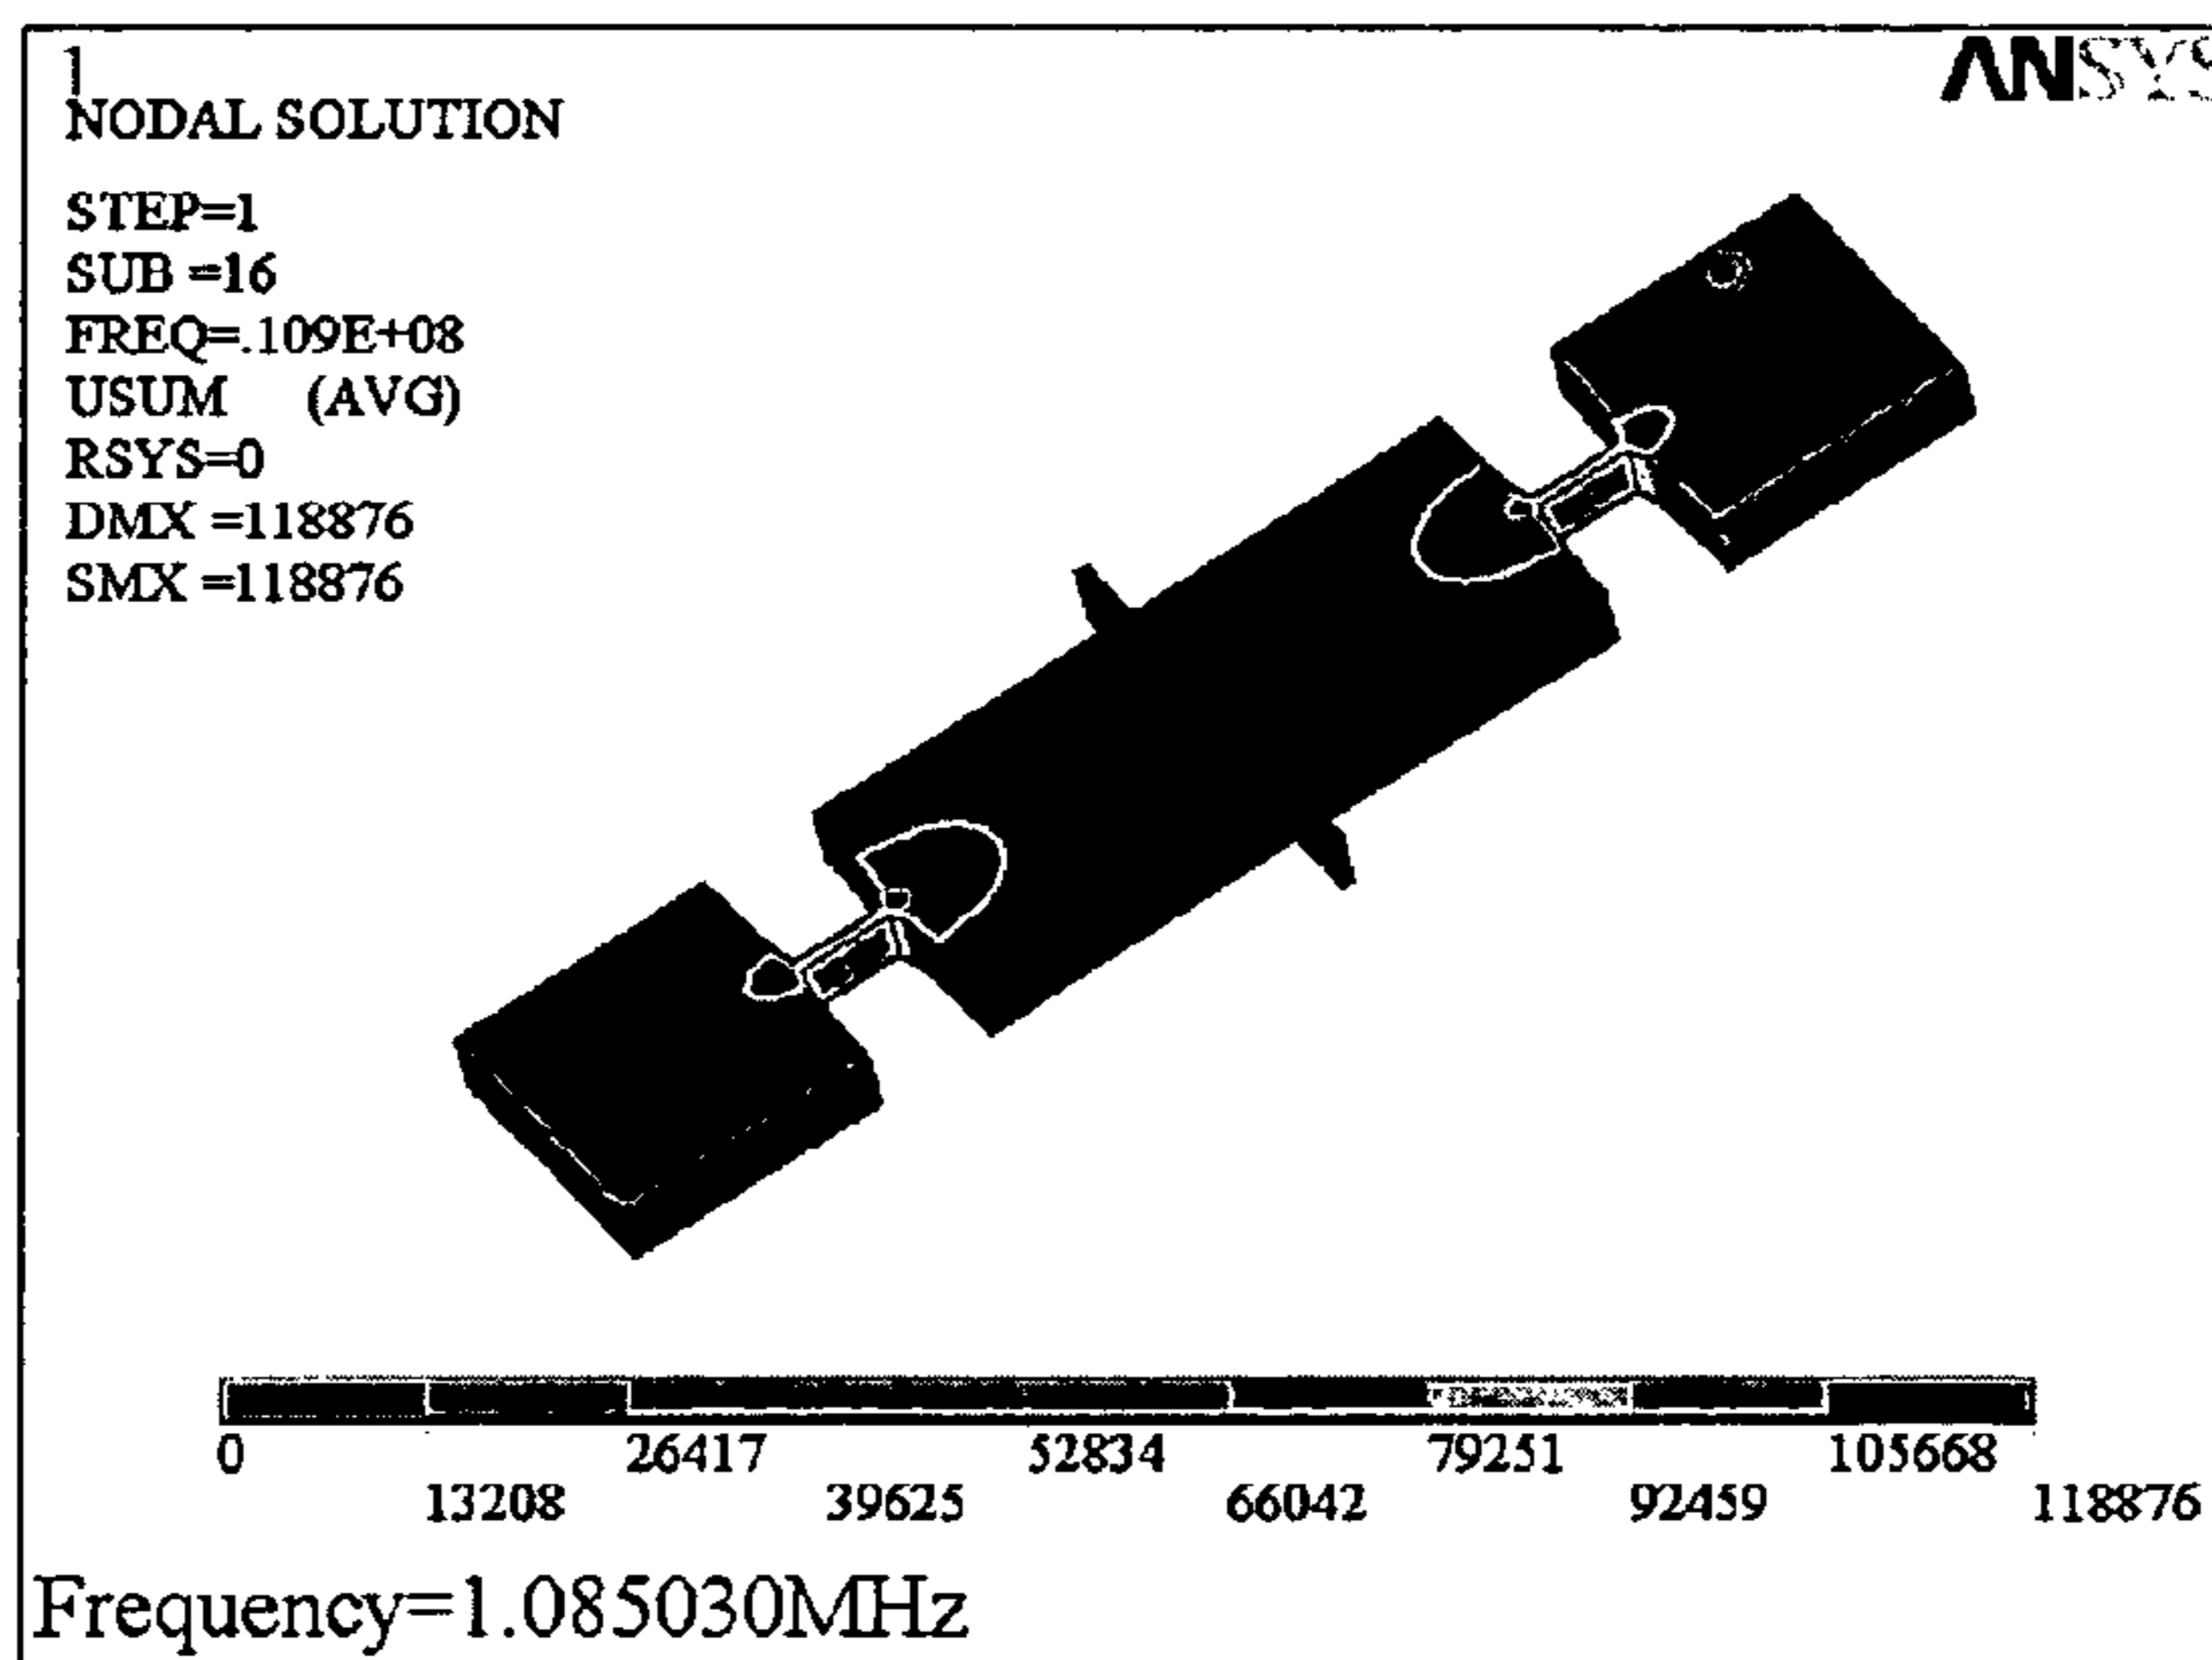 1
ANSYS
NODAL SOLUTION
STEP=1
SUB =16
FREQ=.109E+08
USUM (AVG)
RSYS=0
DMX =118876
SMX =118876
0 26417 52834 79251 105668
13208 39625 66042 92459 118876
Frequency=1.085030MHz